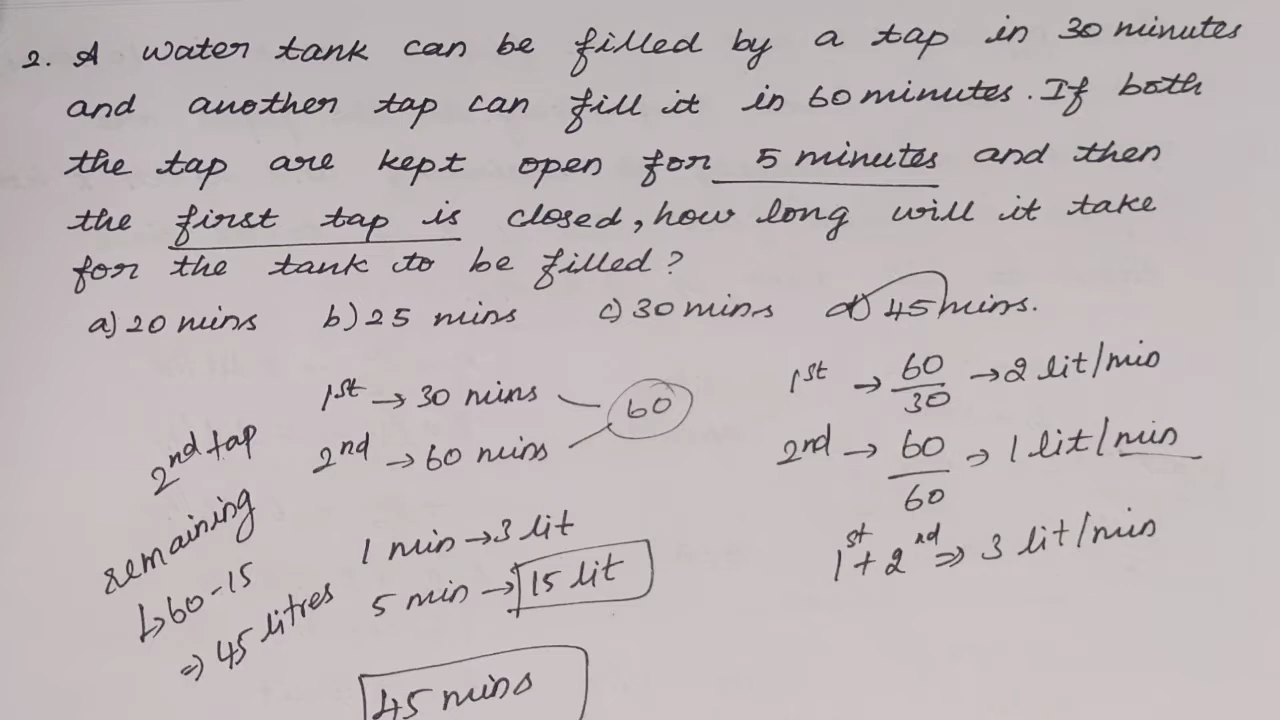 2. A water tank can be filled by a tap in 30 minutes
and another tap can fill it in 60 minutes. If both
the tap are kept open for 5 minutes and then
the first tap is closed, how long will it take
for the tank to be filled?
a) 20 mins b) 25 mins c) 30 mins d) 45 mins.
1st → 30 mins
2nd → 60 mins
60
1st → 60/30 → 2 lit/min
2nd → 60/60 → 1 lit/min
1st + 2nd ⇒ 3 lit/min
1 min → 3 lit
5 min → 15 lit
2nd tap
remaining
↳ 60 - 15
⇒ 45 litres
45 mins